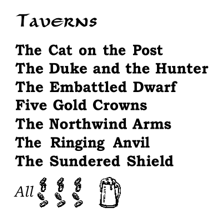 Taverns
The Cat on the Post
The Duke and the Hunter
The Embattled Dwarf
Five Gold Crowns
The Northwind Arms
The Ringing Anvil
The Sundered Shield
All